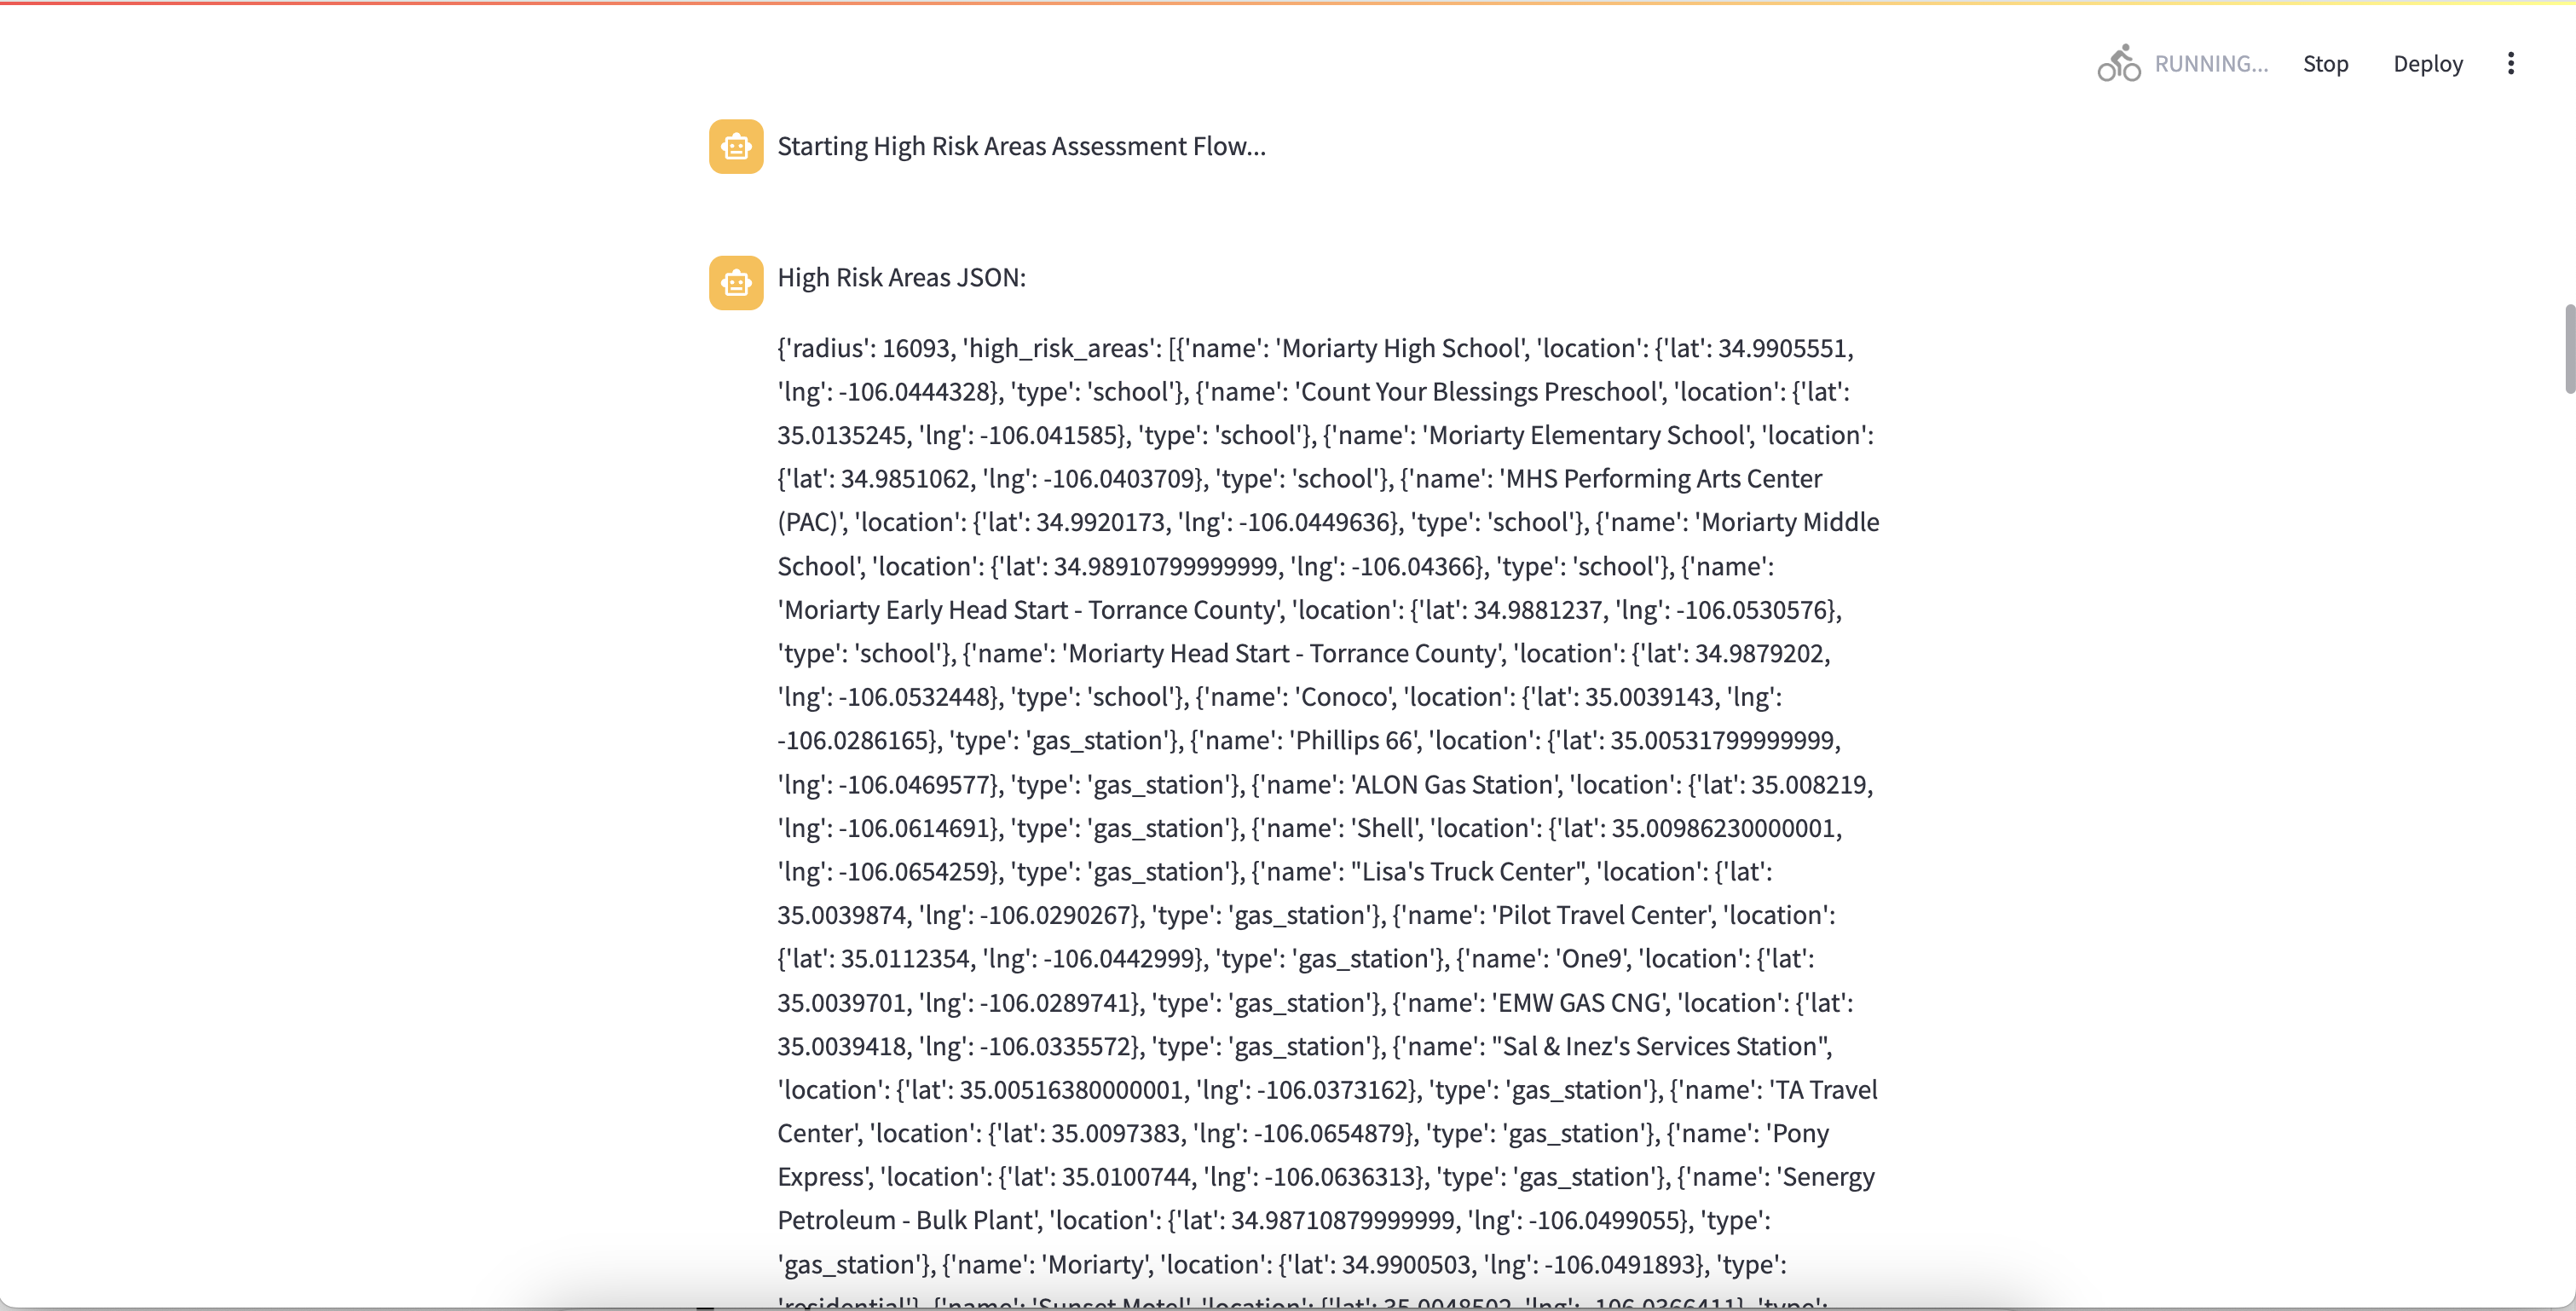 RUNNING... Stop Deploy
Starting High Risk Areas Assessment Flow...
High Risk Areas JSON:
{'radius': 16093, 'high_risk_areas': [{'name': 'Moriarty High School', 'location': {'lat': 34.9905551,
'lng': -106.0444328}, 'type': 'school'}, {'name': 'Count Your Blessings Preschool', 'location': {'lat':
35.0135245, 'lng': -106.041585}, 'type': 'school'}, {'name': 'Moriarty Elementary School', 'location':
{'lat': 34.9851062, 'lng': -106.0403709}, 'type': 'school'}, {'name': 'MHS Performing Arts Center
(PAC)', 'location': {'lat': 34.9920173, 'lng': -106.0449636}, 'type': 'school'}, {'name': 'Moriarty Middle
School', 'location': {'lat': 34.98910799999999, 'lng': -106.04366}, 'type': 'school'}, {'name':
'Moriarty Early Head Start - Torrance County', 'location': {'lat': 34.9881237, 'lng': -106.0530576},
'type': 'school'}, {'name': 'Moriarty Head Start - Torrance County', 'location': {'lat': 34.9879202,
'lng': -106.0532448}, 'type': 'school'}, {'name': 'Conoco', 'location': {'lat': 35.0039143, 'lng':
-106.0286165}, 'type': 'gas_station'}, {'name': 'Phillips 66', 'location': {'lat': 35.00531799999999,
'lng': -106.0469577}, 'type': 'gas_station'}, {'name': 'ALON Gas Station', 'location': {'lat': 35.008219,
'lng': -106.0614691}, 'type': 'gas_station'}, {'name': 'Shell', 'location': {'lat': 35.00986230000001,
'lng': -106.0654259}, 'type': 'gas_station'}, {'name': "Lisa's Truck Center", 'location': {'lat':
35.0039874, 'lng': -106.0290267}, 'type': 'gas_station'}, {'name': 'Pilot Travel Center', 'location':
{'lat': 35.0112354, 'lng': -106.0442999}, 'type': 'gas_station'}, {'name': 'One9', 'location': {'lat':
35.0039701, 'lng': -106.0289741}, 'type': 'gas_station'}, {'name': 'EMW GAS CNG', 'location': {'lat':
35.0039418, 'lng': -106.0335572}, 'type': 'gas_station'}, {'name': "Sal & Inez's Services Station",
'location': {'lat': 35.00516380000001, 'lng': -106.0373162}, 'type': 'gas_station'}, {'name': 'TA Travel
Center', 'location': {'lat': 35.0097383, 'lng': -106.0654879}, 'type': 'gas_station'}, {'name': 'Pony
Express', 'location': {'lat': 35.0100744, 'lng': -106.0636313}, 'type': 'gas_station'}, {'name': 'Senergy
Petroleum - Bulk Plant', 'location': {'lat': 34.98710879999999, 'lng': -106.0499055}, 'type':
'gas_station'}, {'name': 'Moriarty', 'location': {'lat': 34.9900503, 'lng': -106.0491893}, 'type':
'residential'}, {'name': 'Sunset Motel', 'location': {'lat': 35.0048502, 'lng': -106.0366411}, 'type':